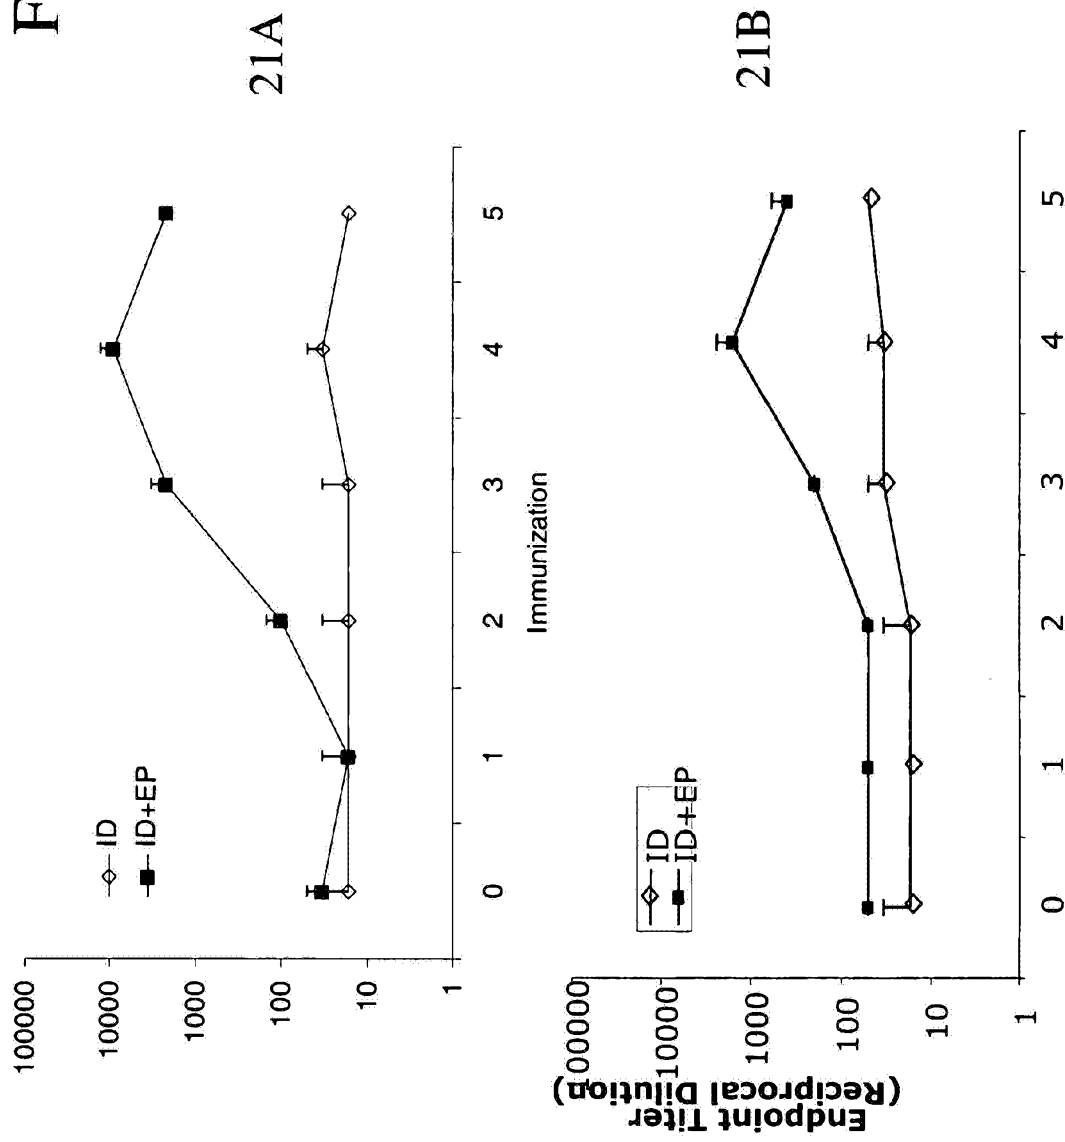 F
21A
100000
10000
1000
100
10
1
ID
ID+EP
0 1 2 3 4 5
Immunization
21B
Endpoint Titer
(Reciprocal Dilution)
00000
10000
1000
100
10
1
ID
ID+EP
0 1 2 3 4 5